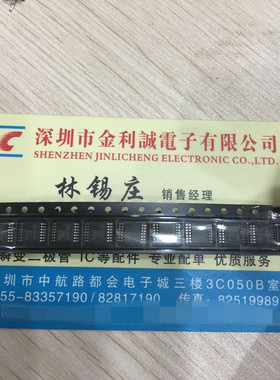 C
深圳市金利誠電子有限公司
SHENZHEN JINLICHENG ELECTRONIC CO.,LTD.
林锡庄 销售经理
瞬变二极管 IC等配件 专业配单 优质服务
圳市中航路都会电子城三楼3C050B室
55-83357190/82817190 传真: 82519989